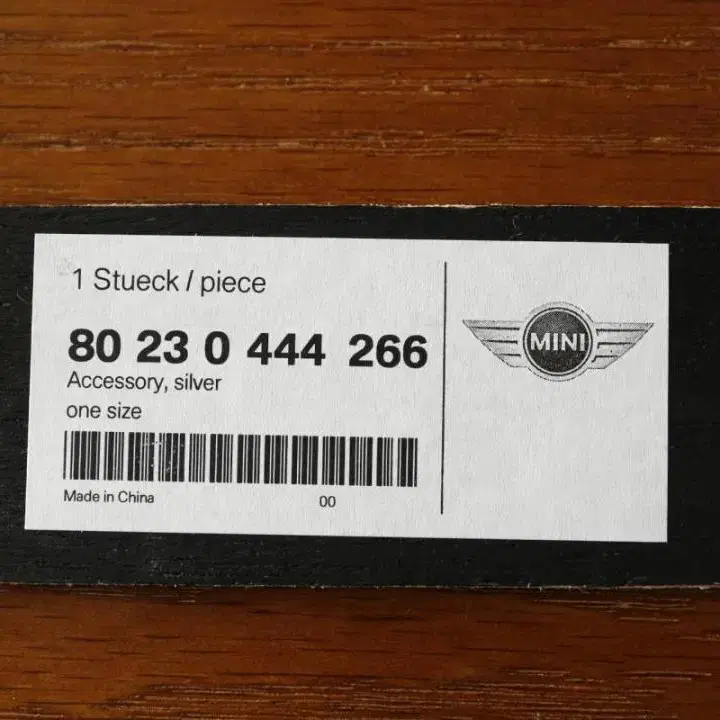 1 Stueck / piece
80 23 0 444 266
Accessory, silver
one size
Made in China 00
MINI